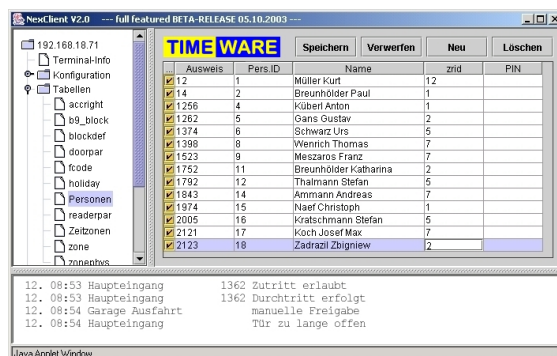 NexClient V2.0 --- full featured BETA-RELEASE 05.10.2003 ---
192.168.18.71
Terminal-Info
Konfiguration
Tabellen
accright
b9_block
blockdef
doorpar
fcode
holiday
Personen
readerpar
Zeitzonen
zone
zonephys
TIME WARE
Speichern Verwerfen Neu Löschen
... Ausweis Pers.ID Name zrid PIN
12 1 Müller Kurt 12
14 2 Breunhölder Paul 1
1256 4 Küberl Anton 1
1262 5 Gans Gustav 2
1374 6 Schwarz Urs 5
1398 8 Wenrich Thomas 7
1523 9 Meszaros Franz 7
1752 11 Breunhölder Katharina 2
1792 12 Thalmann Stefan 5
1843 14 Ammann Andreas 7
1974 15 Naef Christoph 1
2005 16 Kratschmann Stefan 5
2121 17 Koch Josef Max 7
2123 18 Zadrazil Zbigniew 2
12. 08:53 Haupteingang 1362 Zutritt erlaubt
12. 08:53 Haupteingang 1362 Durchtritt erfolgt
12. 08:54 Garage Ausfahrt manuelle Freigabe
12. 08:54 Haupteingang Tür zu lange offen
Java Applet Window